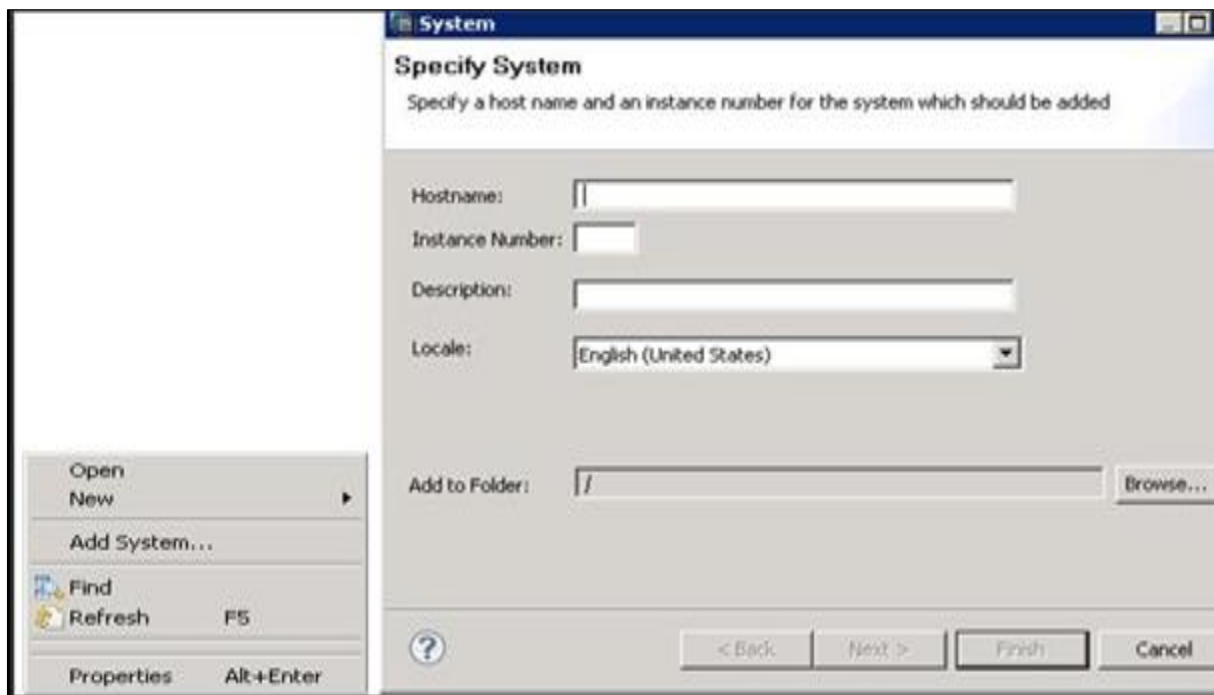 System
Specify System
Specify a host name and an instance number for the system which should be added
Hostname:
Instance Number:
Description:
Locale: English (United States)
Add to Folder: / Browse...
< Back Next > Finish Cancel
Open
New
Add System...
Find
Refresh F5
Properties Alt+Enter